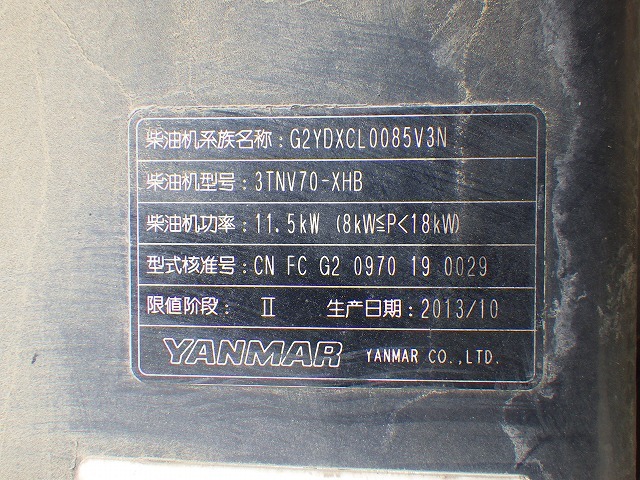 柴油机系族名称：G2YDXCL0085V3N
柴油机型号：3TNV70-XHB
柴油机功率：11.5kW (8kW≦P<18kW)
型式核准号：CN FC G2 0970 19 0029
限值阶段： Ⅱ 生产日期：2013/10
YANMAR YANMAR CO.,LTD.